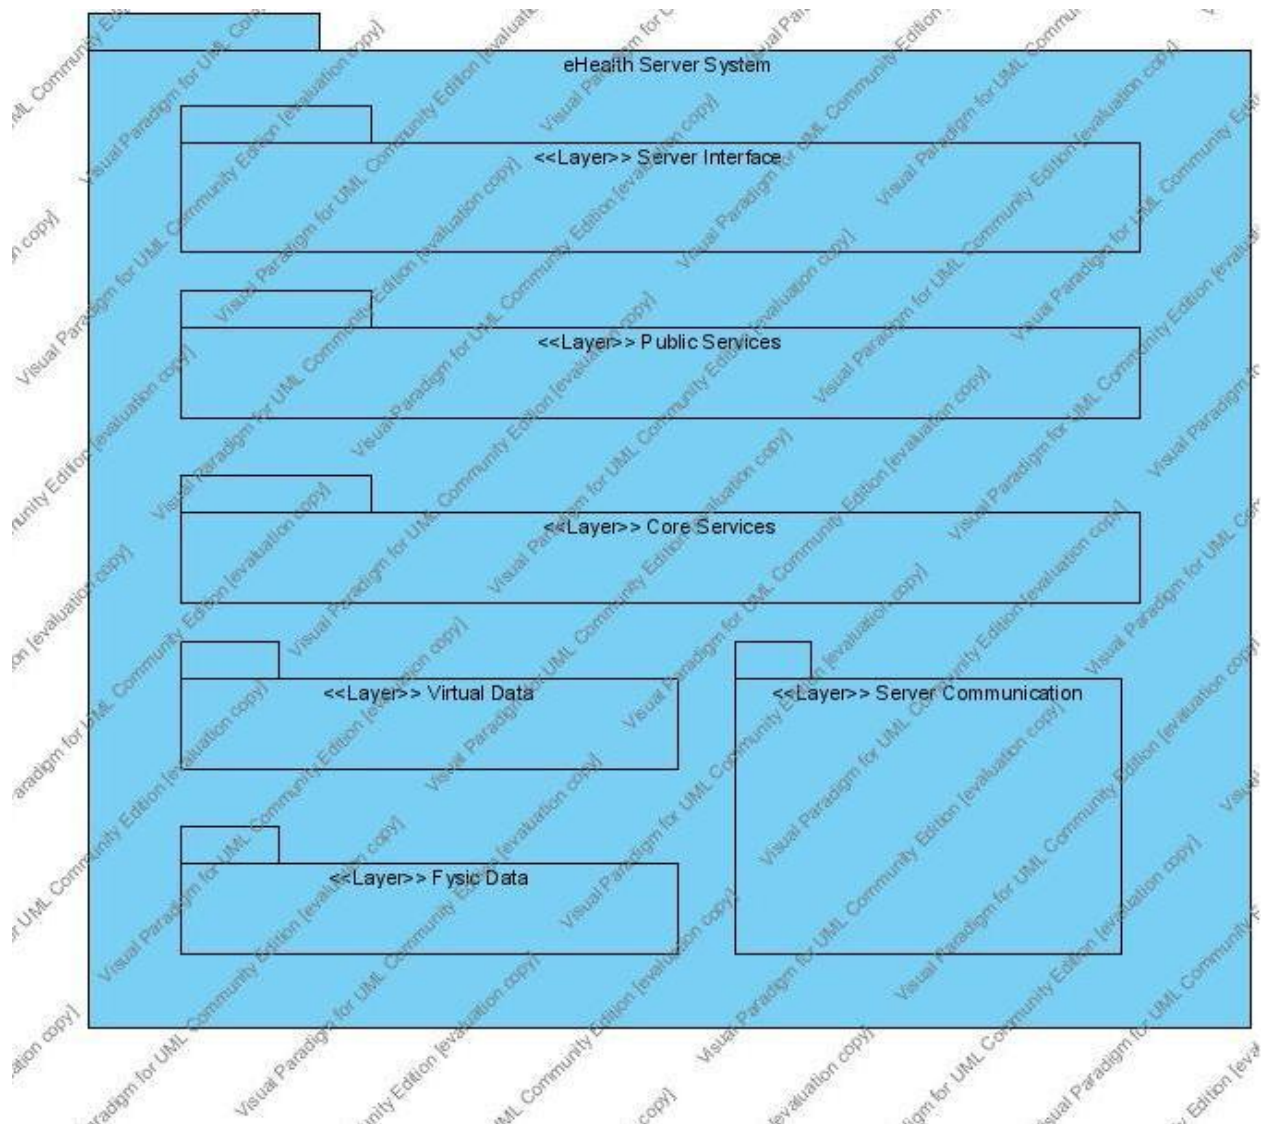 eHealth Server System
<<Layer>> Server Interface
<<Layer>> Public Services
<<Layer>> Core Services
<<Layer>> Virtual Data
<<Layer>> Server Communication
<<Layer>> Fysic Data
Visual Paradigm for UML Community Edition [evaluation copy]